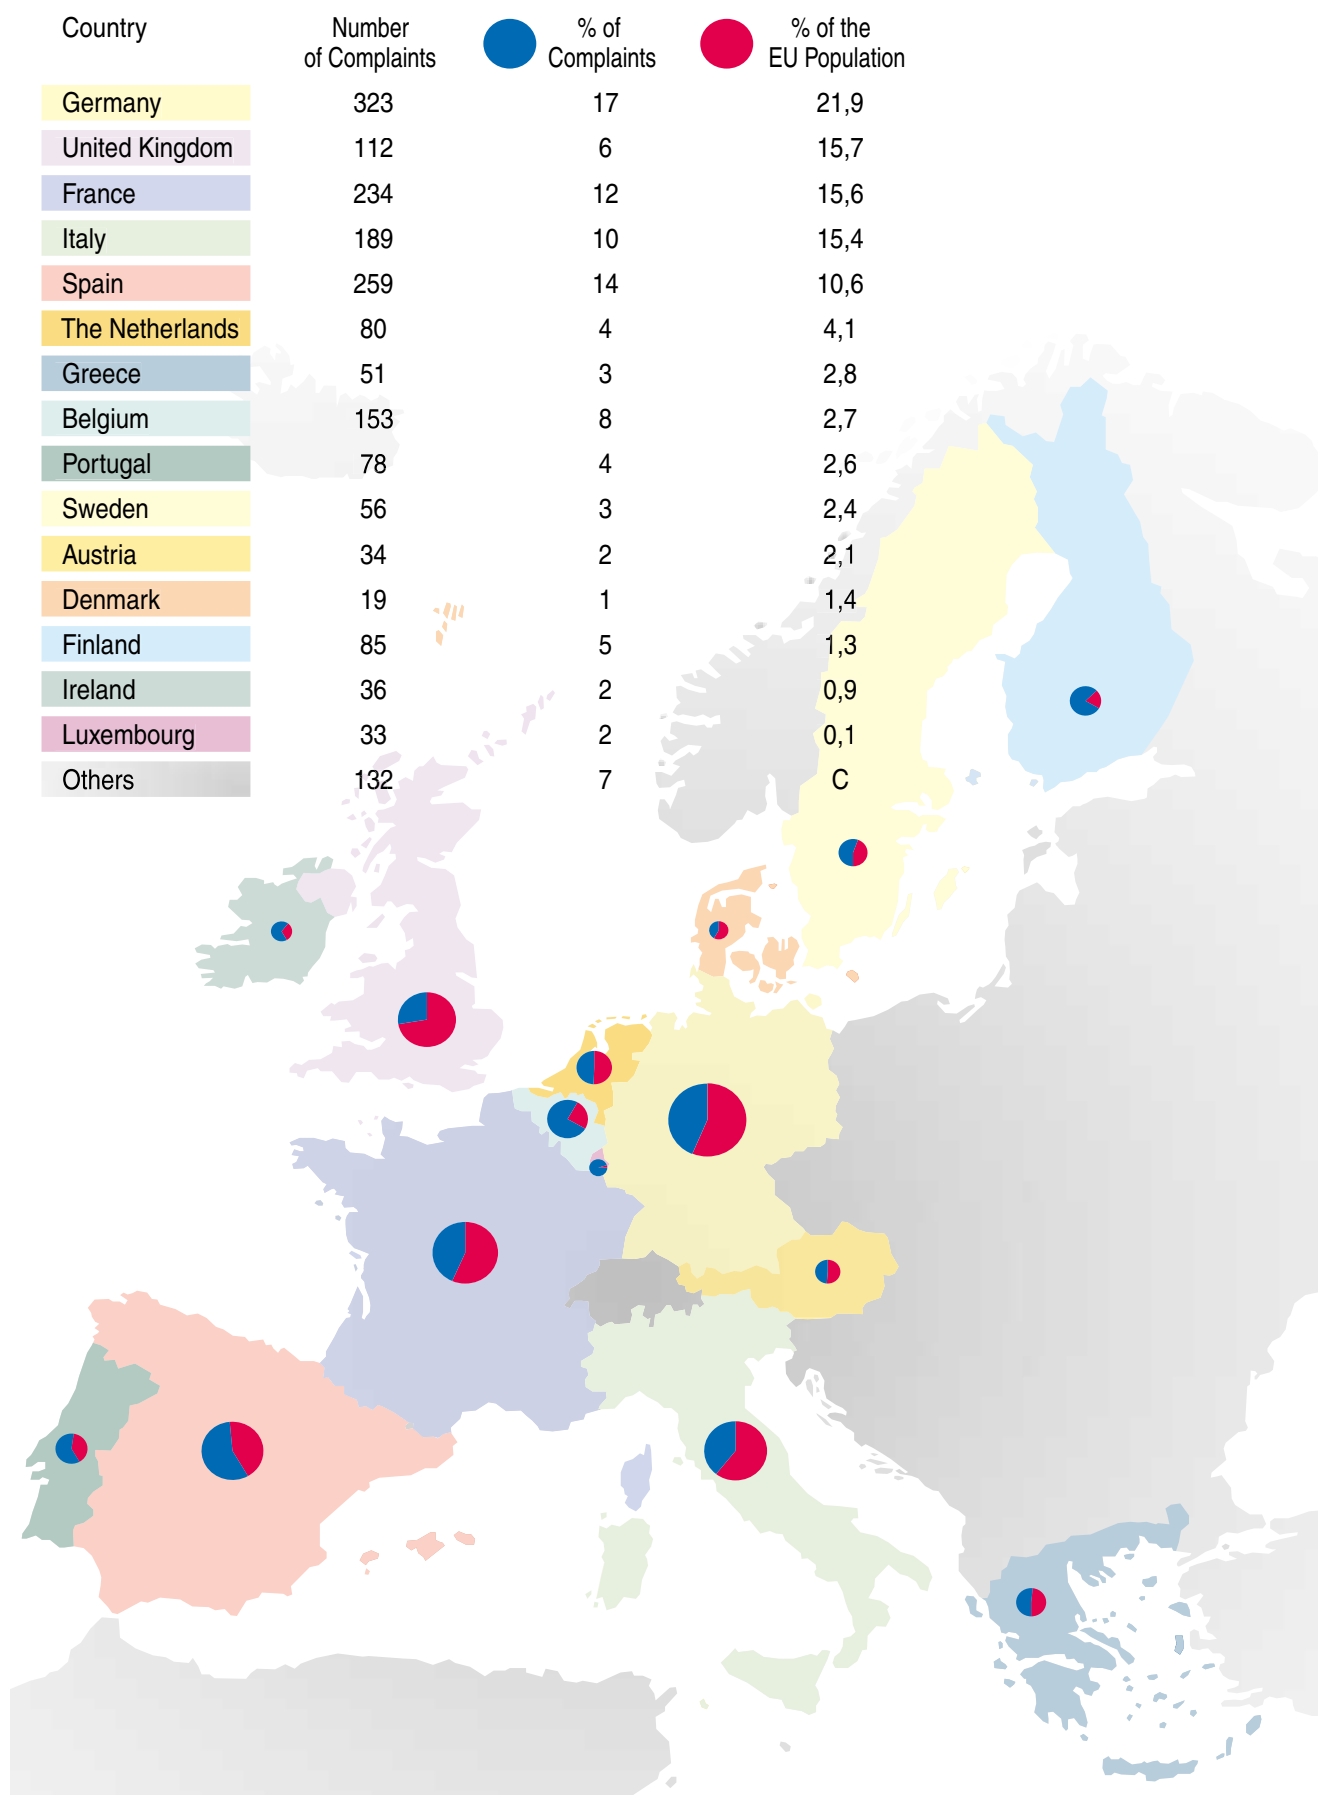 Country Number of Complaints % of Complaints % of the EU Population
Germany 323 17 21,9
United Kingdom 112 6 15,7
France 234 12 15,6
Italy 189 10 15,4
Spain 259 14 10,6
The Netherlands 80 4 4,1
Greece 51 3 2,8
Belgium 153 8 2,7
Portugal 78 4 2,6
Sweden 56 3 2,4
Austria 34 2 2,1
Denmark 19 1 1,4
Finland 85 5 1,3
Ireland 36 2 0,9
Luxembourg 33 2 0,1
Others 132 7 C